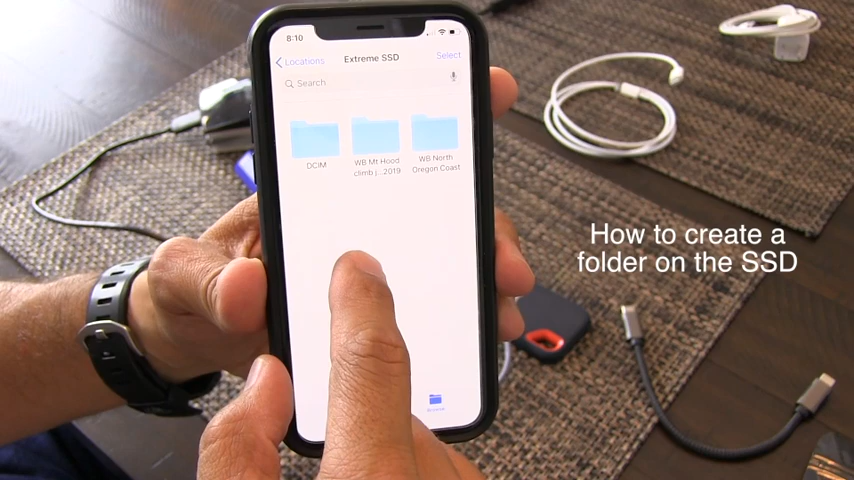 8:10
Locations
Extreme SSD
Select
Search
DCIM
WB Mt Hood
climb j...2019
WB North
Oregon Coast
How to create a
folder on the SSD
Browse